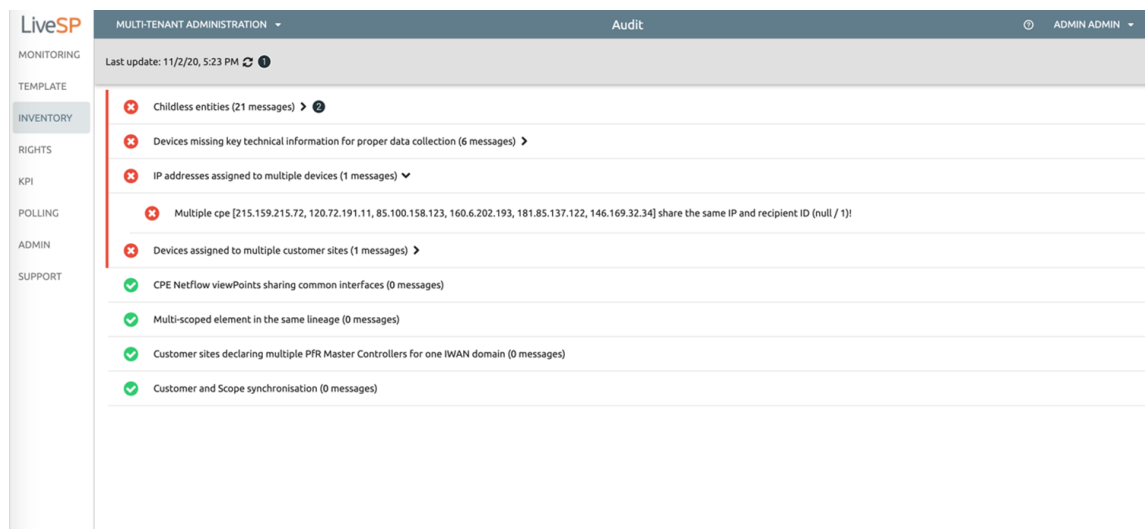 LiveSP
MULTI-TENANT ADMINISTRATION
Audit
ADMIN ADMIN
MONITORING
TEMPLATE
INVENTORY
RIGHTS
KPI
POLLING
ADMIN
SUPPORT
Last update: 11/2/20, 5:23 PM 1
Childless entities (21 messages) 2
Devices missing key technical information for proper data collection (6 messages)
IP addresses assigned to multiple devices (1 messages)
Multiple cpe [215.159.215.72, 120.72.191.11, 85.100.158.123, 160.6.202.193, 181.85.137.122, 146.169.32.34] share the same IP and recipient ID (null / 1)!
Devices assigned to multiple customer sites (1 messages)
CPE Netflow viewPoints sharing common interfaces (0 messages)
Multi-scoped element in the same lineage (0 messages)
Customer sites declaring multiple PfR Master Controllers for one IWAN domain (0 messages)
Customer and Scope synchronisation (0 messages)